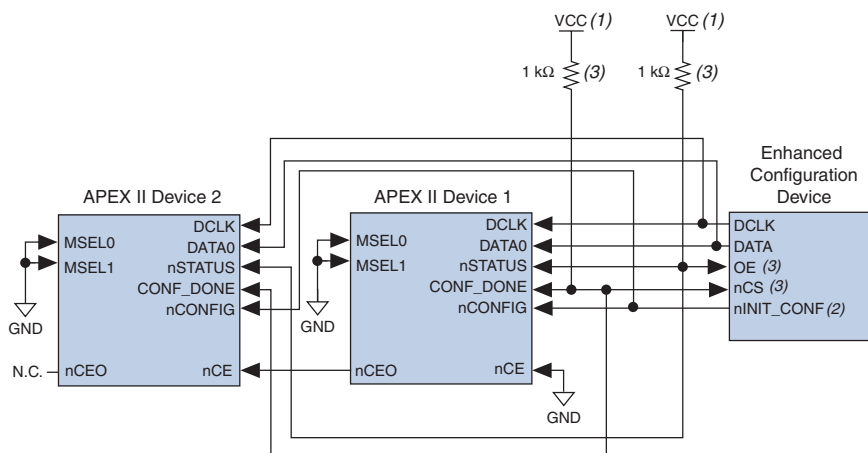 VCC (1)
VCC (1)
1 kΩ (3)
1 kΩ (3)
Enhanced
Configuration
Device
APEX II Device 2
APEX II Device 1
MSEL0
MSEL1
DCLK
DATA0
nSTATUS
CONF_DONE
nCONFIG
GND
N.C.
nCEO
nCE
MSEL0
MSEL1
DCLK
DATA0
nSTATUS
CONF_DONE
nCONFIG
GND
nCEO
nCE
GND
DCLK
DATA
OE (3)
nCS (3)
nINIT_CONF (2)